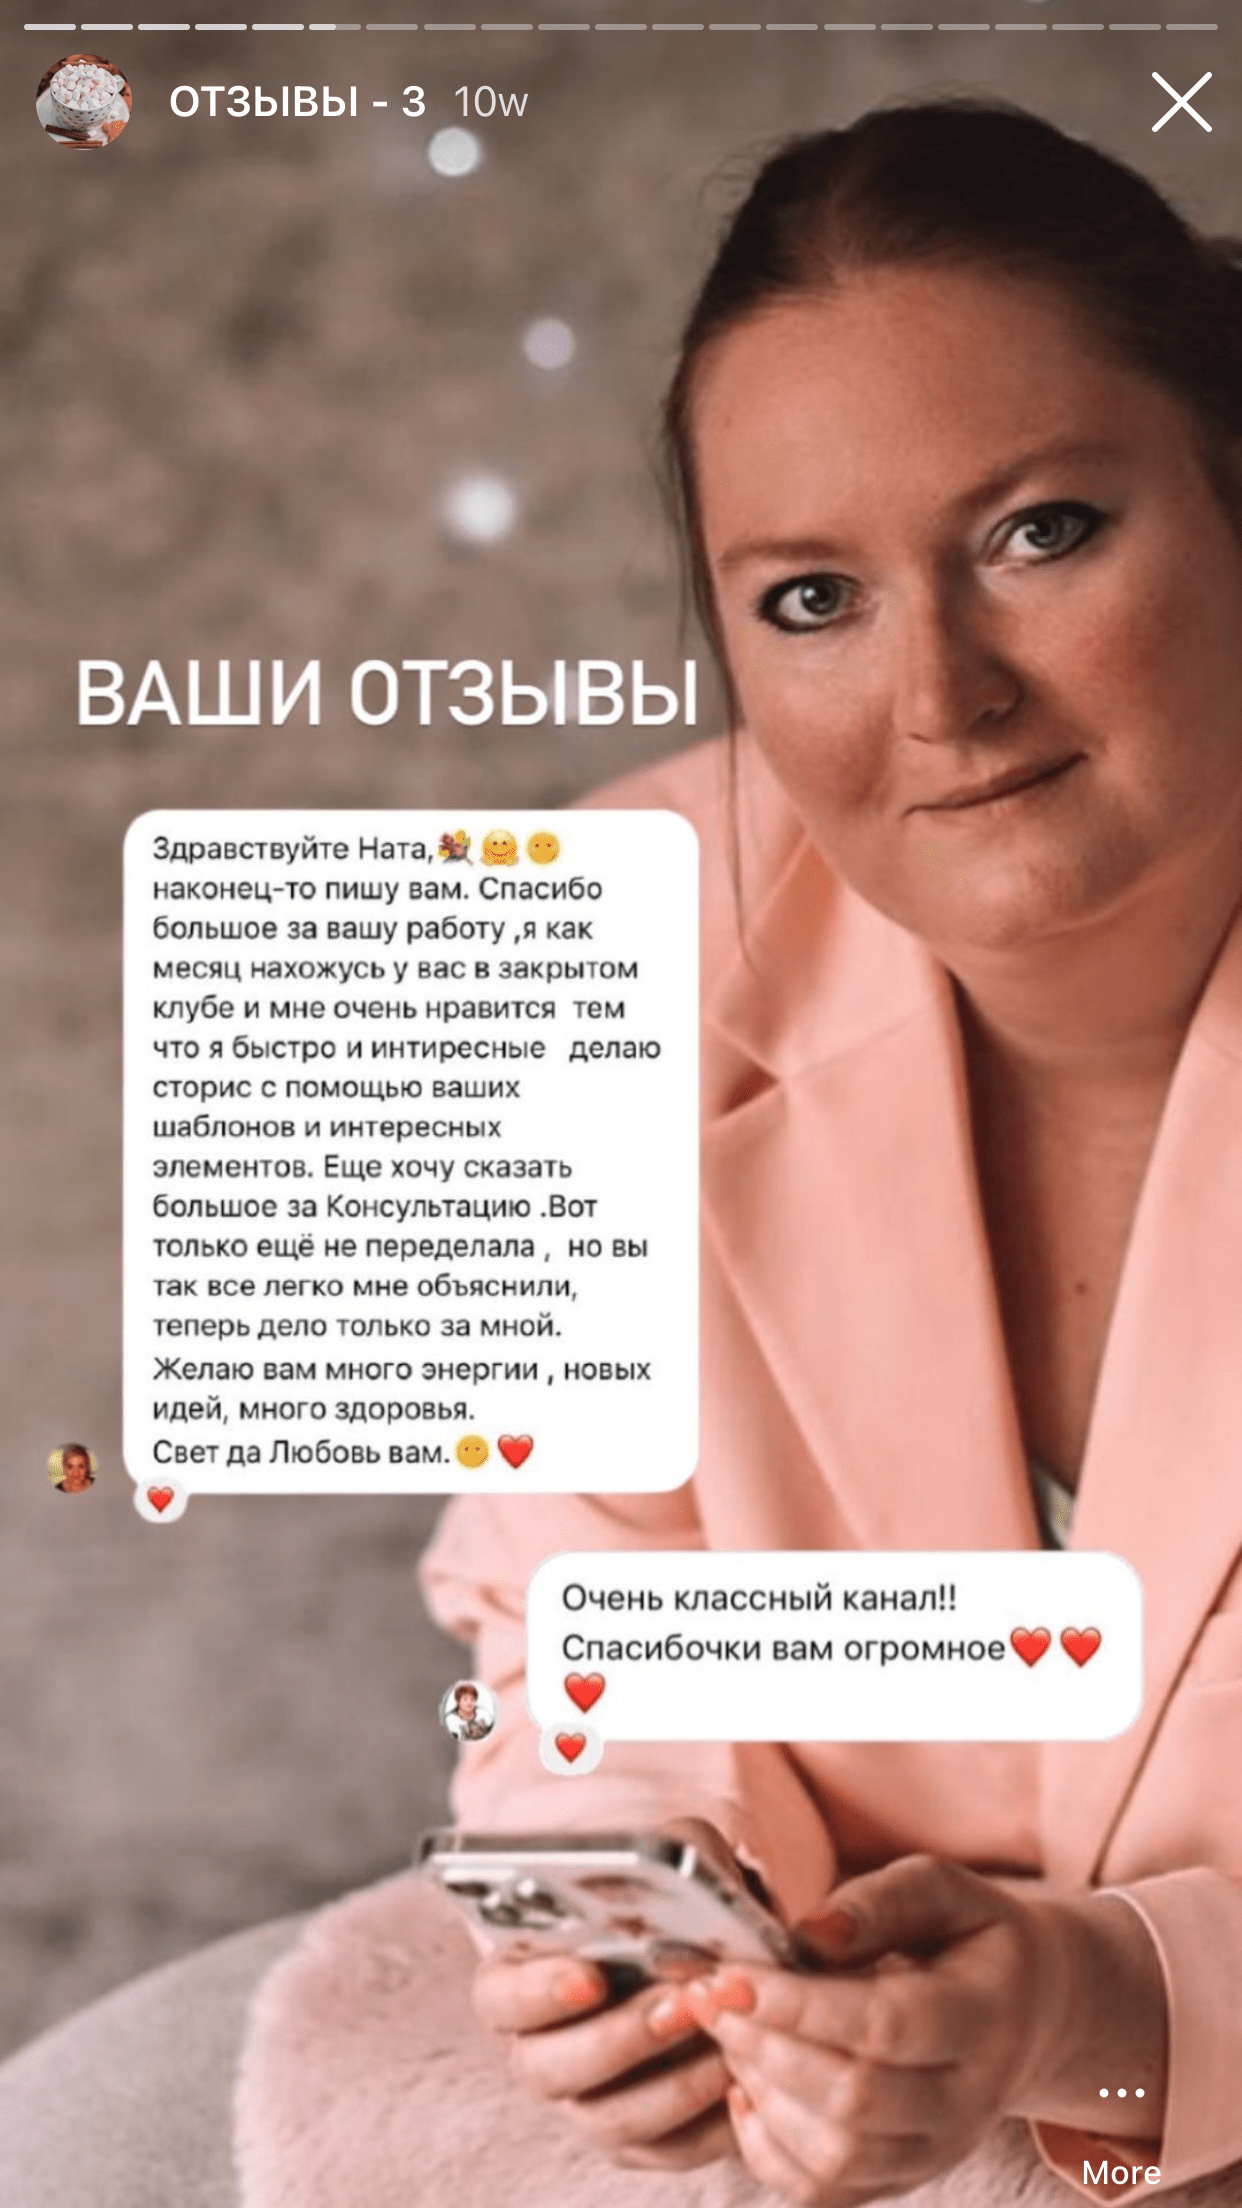 ОТЗЫВЫ - 3 10w
ВАШИ ОТЗЫВЫ
Здравствуйте Ната,💐🤗😶
наконец-то пишу вам. Спасибо
большое за вашу работу ,я как
месяц нахожусь у вас в закрытом
клубе и мне очень нравится  тем
что я быстро и интиресные   делаю
сторис с помощью ваших
шаблонов и интересных
элементов. Еще хочу сказать
большое за Консультацию .Вот
только ещё не переделала ,  но вы
так все легко мне объяснили,
теперь дело только за мной.
Желаю вам много энергии , новых
идей, много здоровья.
Свет да Любовь вам.😶❤️
❤️
Очень классный канал!!
Спасибочки вам огромное❤️❤️
❤️
❤️
More